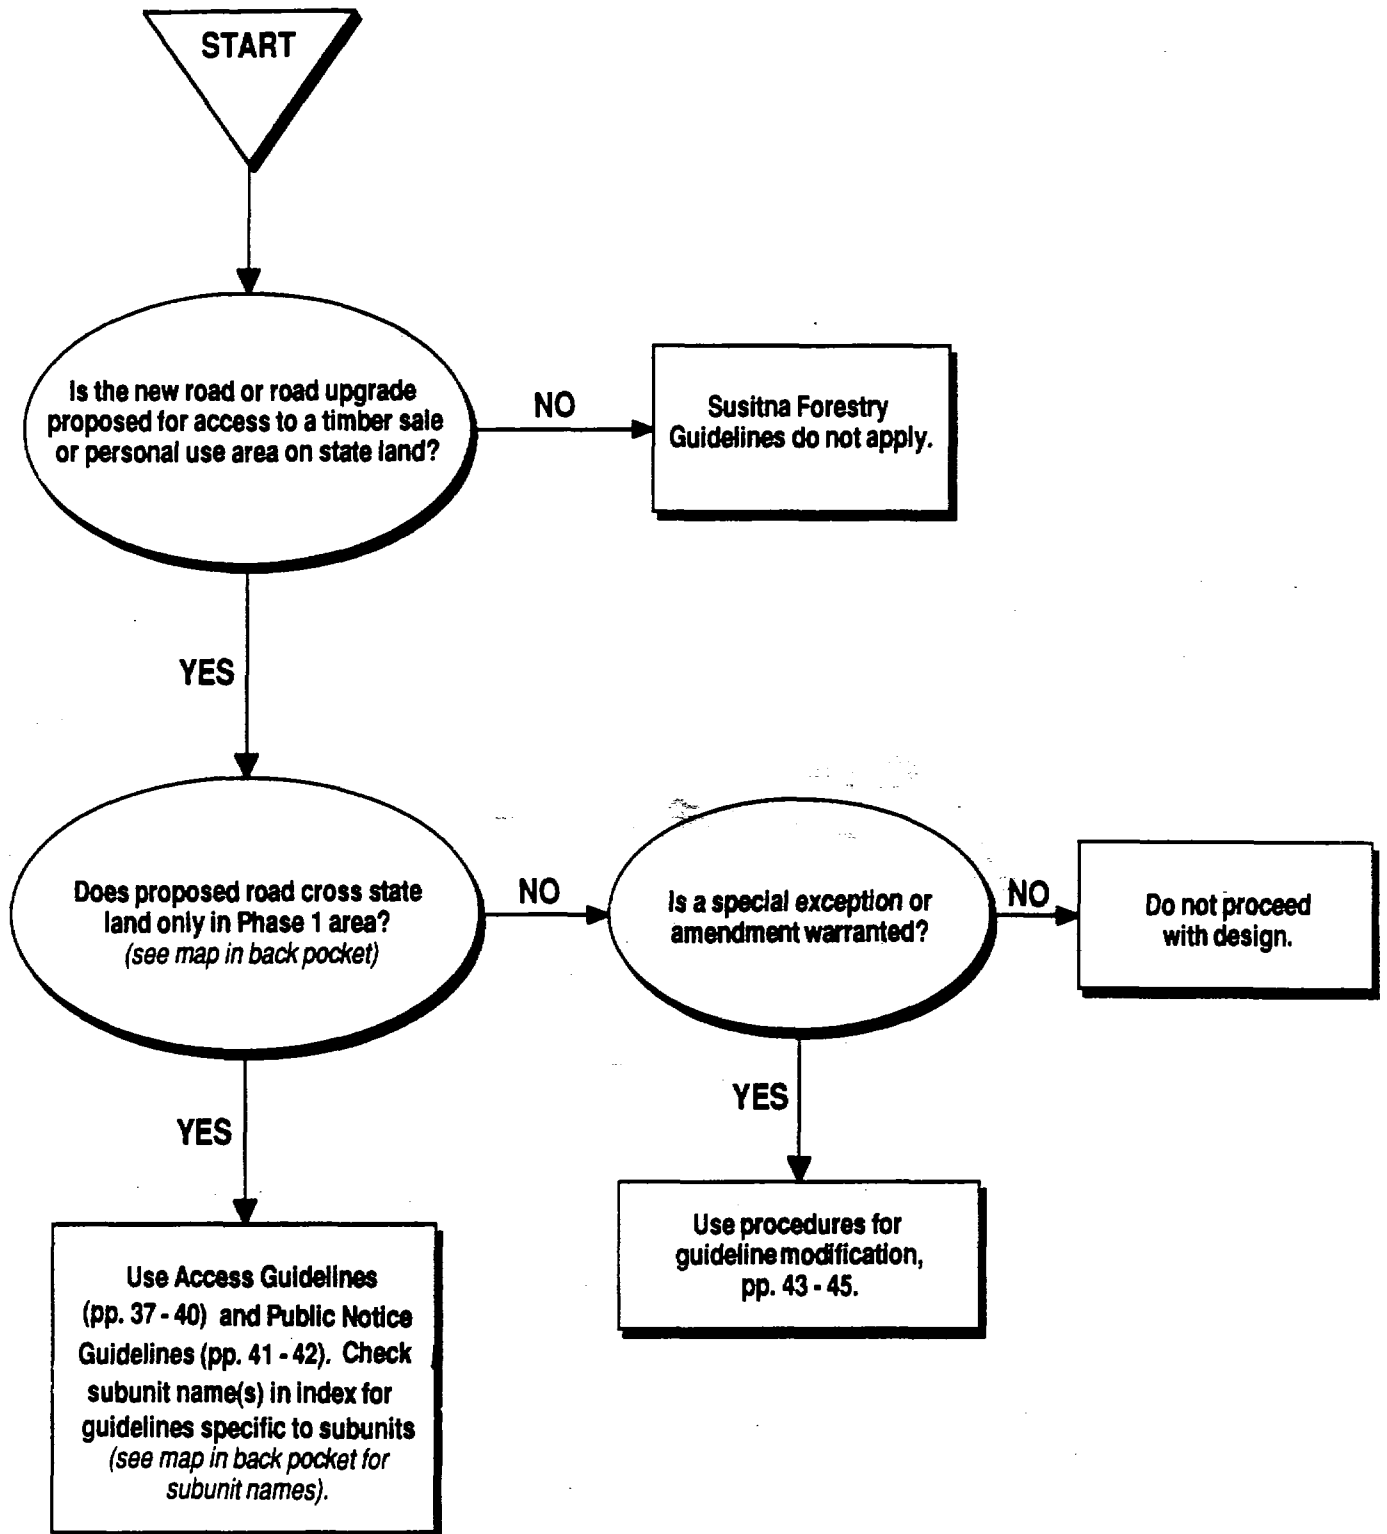 START
Is the new road or road upgrade
proposed for access to a timber sale
or personal use area on state land?
NO
Susitna Forestry
Guidelines do not apply.
YES
Does proposed road cross state
land only in Phase 1 area?
(see map in back pocket)
NO
Is a special exception or
amendment warranted?
NO
Do not proceed
with design.
YES
Use Access Guidelines
(pp. 37 - 40) and Public Notice
Guidelines (pp. 41 - 42). Check
subunit name(s) in index for
guidelines specific to subunits
(see map in back pocket for
subunit names).
YES
Use procedures for
guideline modification,
pp. 43 - 45.